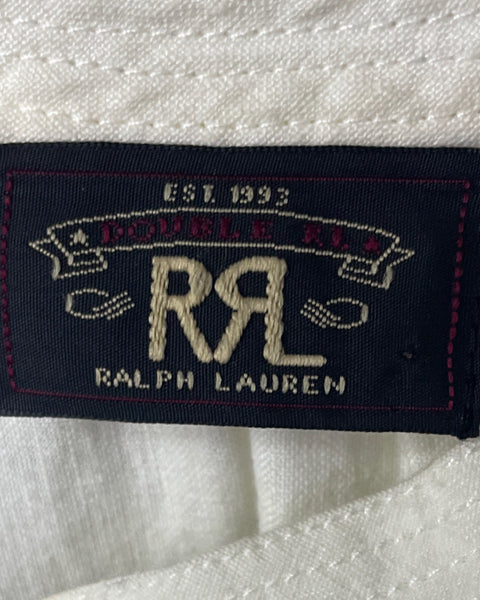 EST. 1993
DOUBLE RL
RRL
RALPH LAUREN